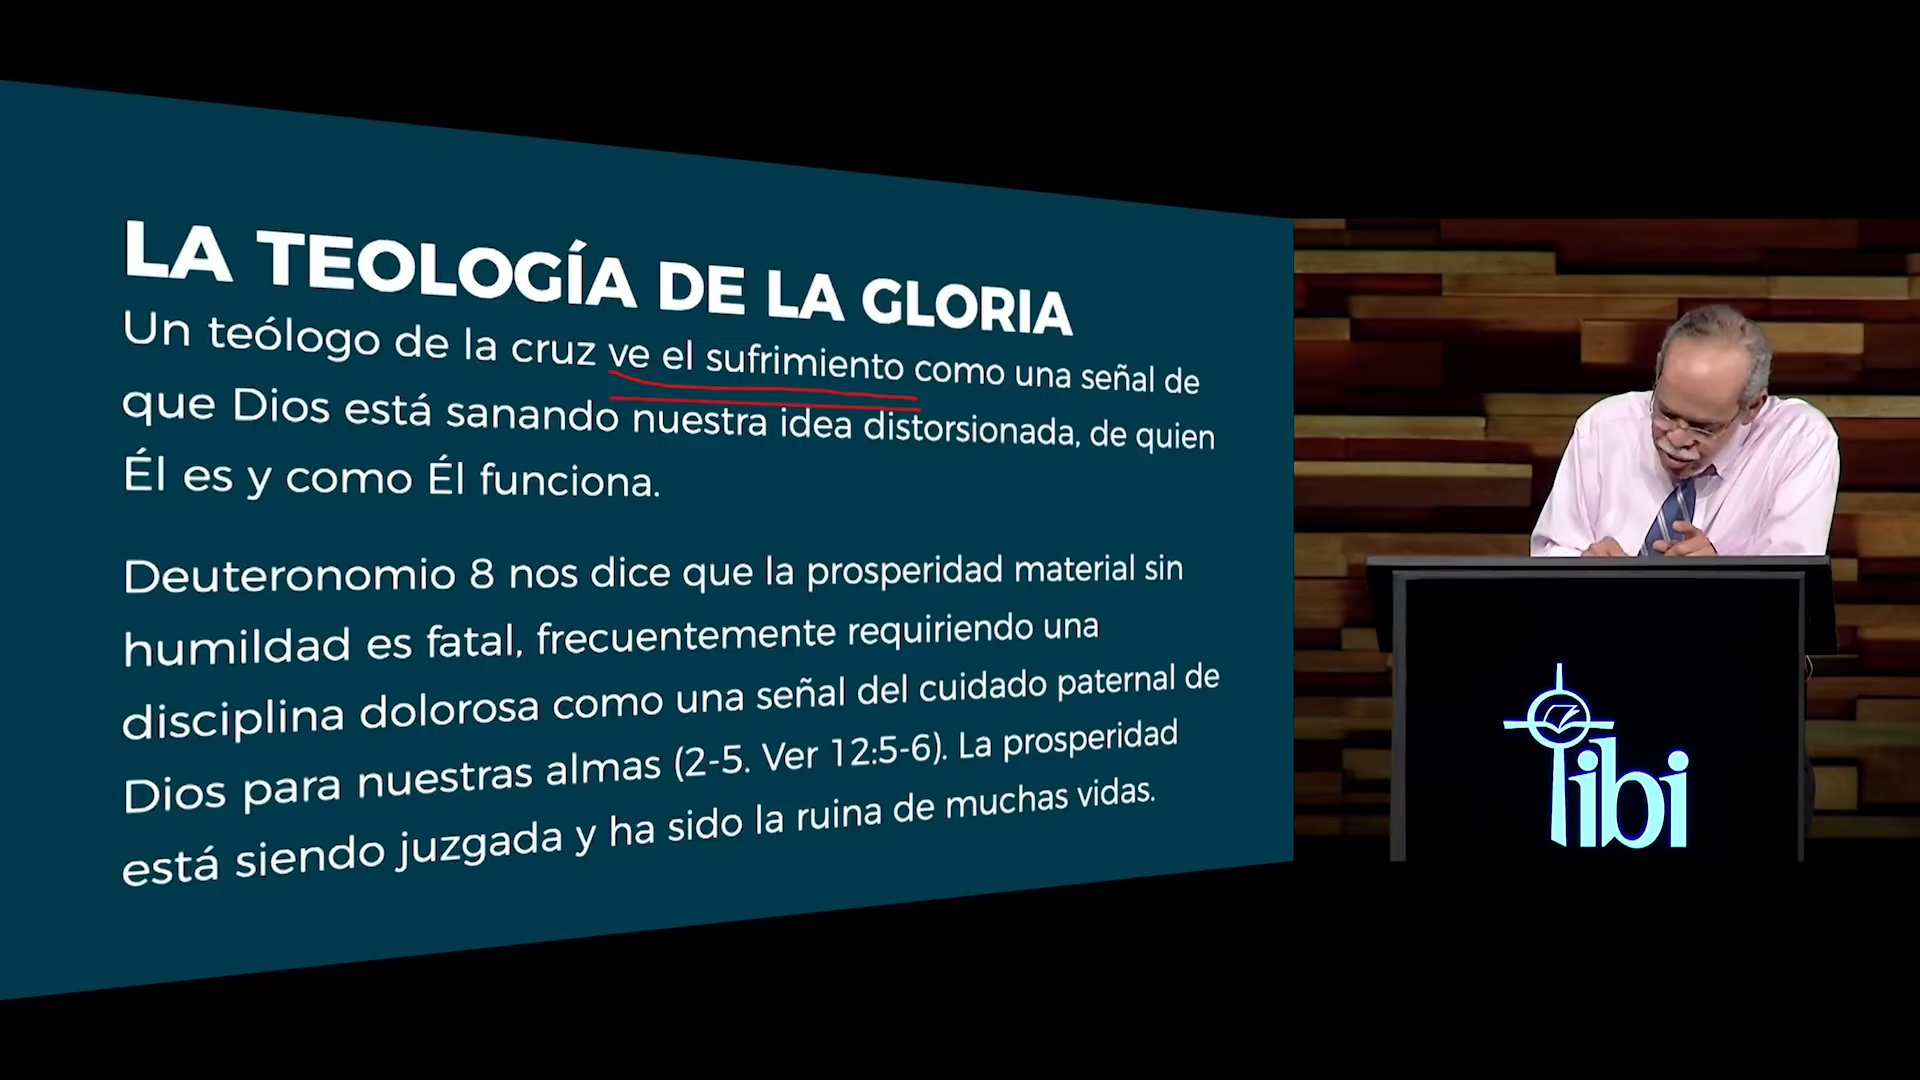 LA TEOLOGÍA DE LA GLORIA
Un teólogo de la cruz ve el sufrimiento como una señal de
que Dios está sanando nuestra idea distorsionada, de quien
Él es y como Él funciona.
Deuteronomio 8 nos dice que la prosperidad material sin
humildad es fatal, frecuentemente requiriendo una
disciplina dolorosa como una señal del cuidado paternal de
Dios para nuestras almas (2-5. Ver 12:5-6). La prosperidad
está siendo juzgada y ha sido la ruina de muchas vidas.
ibi